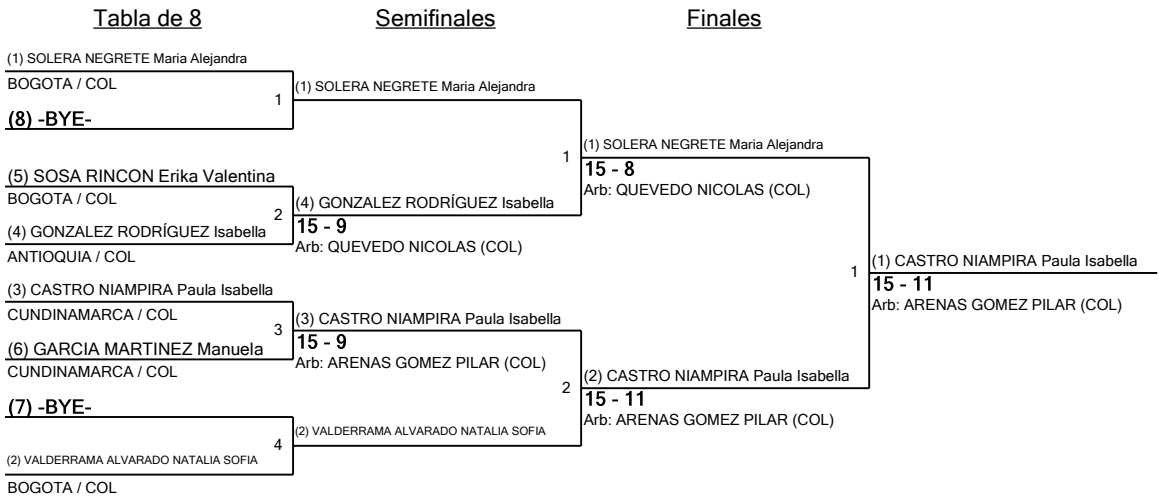 Tabla de 8
Semifinales
Finales
(1) SOLERA NEGRETE Maria Alejandra
BOGOTA / COL
1
(8) -BYE-
(5) SOSA RINCON Erika Valentina
BOGOTA / COL
2
(4) GONZALEZ RODRÍGUEZ Isabella
ANTIOQUIA / COL
(3) CASTRO NIAMPIRA Paula Isabella
CUNDINAMARCA / COL
3
(6) GARCIA MARTINEZ Manuela
CUNDINAMARCA / COL
(7) -BYE-
4
(2) VALDERRAMA ALVARADO NATALIA SOFIA
BOGOTA / COL
(1) SOLERA NEGRETE Maria Alejandra
1
(4) GONZALEZ RODRÍGUEZ Isabella
15 - 9
Arb: QUEVEDO NICOLAS (COL)
(3) CASTRO NIAMPIRA Paula Isabella
15 - 9
Arb: ARENAS GOMEZ PILAR (COL)
2
(2) VALDERRAMA ALVARADO NATALIA SOFIA
(1) SOLERA NEGRETE Maria Alejandra
15 - 8
Arb: QUEVEDO NICOLAS (COL)
1
(2) CASTRO NIAMPIRA Paula Isabella
15 - 11
Arb: ARENAS GOMEZ PILAR (COL)
(1) CASTRO NIAMPIRA Paula Isabella
15 - 11
Arb: ARENAS GOMEZ PILAR (COL)